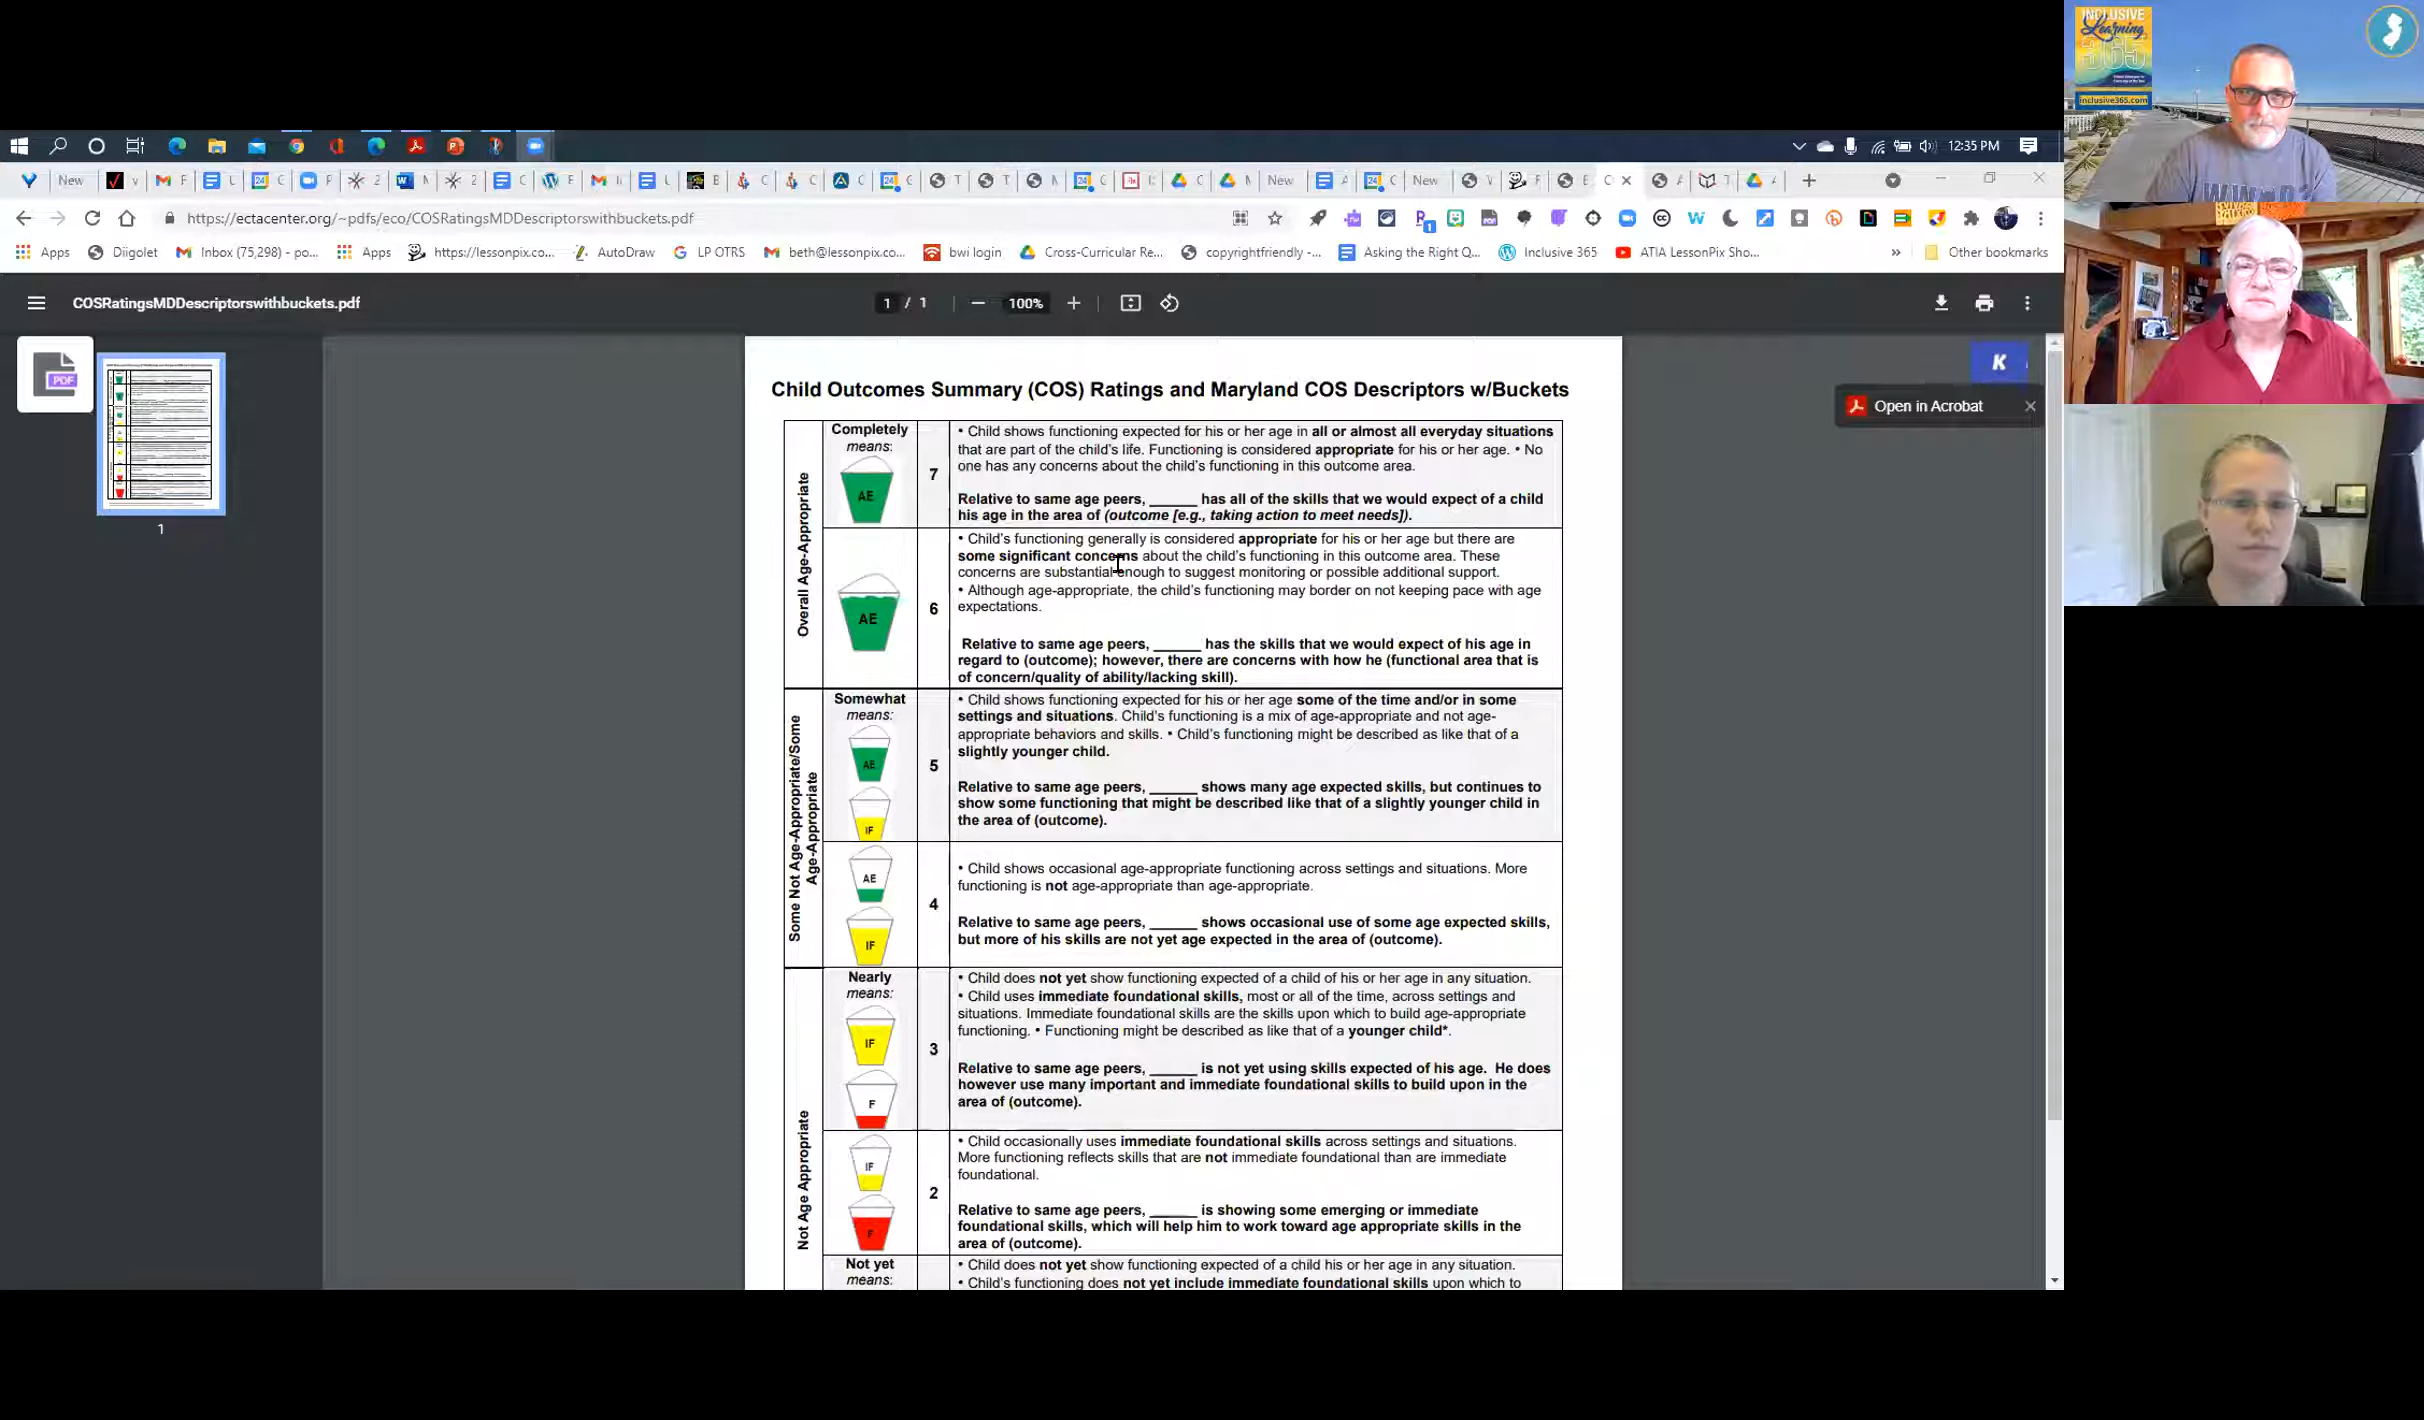 INCLUSIVE
Learning
365
inclusive365.com
12:35 PM
New
New
New
https://ectacenter.org/~pdfs/eco/COSRatingsMDDescriptorswithbuckets.pdf
Apps
Diigolet
Inbox (75,298) - po...
Apps
https://lessonpix.co...
AutoDraw
LP OTRS
beth@lessonpix.co...
bwi login
Cross-Curricular Re...
copyrightfriendly -...
Asking the Right Q...
Inclusive 365
ATIA LessonPix Sho...
»
Other bookmarks
COSRatingsMDDescriptorswithbuckets.pdf
1 / 1
100%
PDF
1
K
Open in Acrobat
Child Outcomes Summary (COS) Ratings and Maryland COS Descriptors w/Buckets
Overall Age-Appropriate
Completely
means:
AE
7
• Child shows functioning expected for his or her age in all or almost all everyday situations
that are part of the child's life. Functioning is considered appropriate for his or her age. • No
one has any concerns about the child's functioning in this outcome area.
Relative to same age peers, ______ has all of the skills that we would expect of a child
his age in the area of (outcome [e.g., taking action to meet needs]).
AE
6
• Child's functioning generally is considered appropriate for his or her age but there are
some significant concerns about the child's functioning in this outcome area. These
concerns are substantial enough to suggest monitoring or possible additional support.
• Although age-appropriate, the child's functioning may border on not keeping pace with age
expectations.
Relative to same age peers, ______ has the skills that we would expect of his age in
regard to (outcome); however, there are concerns with how he (functional area that is
of concern/quality of ability/lacking skill).
Some Not Age-Appropriate/Some
Age-Appropriate
Somewhat
means:
AE
IF
5
• Child shows functioning expected for his or her age some of the time and/or in some
settings and situations. Child's functioning is a mix of age-appropriate and not age-
appropriate behaviors and skills. • Child's functioning might be described as like that of a
slightly younger child.
Relative to same age peers, ______ shows many age expected skills, but continues to
show some functioning that might be described like that of a slightly younger child in
the area of (outcome).
AE
IF
4
• Child shows occasional age-appropriate functioning across settings and situations. More
functioning is not age-appropriate than age-appropriate.
Relative to same age peers, ______ shows occasional use of some age expected skills,
but more of his skills are not yet age expected in the area of (outcome).
Not Age Appropriate
Nearly
means:
IF
F
3
• Child does not yet show functioning expected of a child of his or her age in any situation.
• Child uses immediate foundational skills, most or all of the time, across settings and
situations. Immediate foundational skills are the skills upon which to build age-appropriate
functioning. • Functioning might be described as like that of a younger child*.
Relative to same age peers, ______ is not yet using skills expected of his age. He does
however use many important and immediate foundational skills to build upon in the
area of (outcome).
IF
F
2
• Child occasionally uses immediate foundational skills across settings and situations.
More functioning reflects skills that are not immediate foundational than are immediate
foundational.
Relative to same age peers, ______ is showing some emerging or immediate
foundational skills, which will help him to work toward age appropriate skills in the
area of (outcome).
Not yet
means:
• Child does not yet show functioning expected of a child his or her age in any situation.
• Child's functioning does not yet include immediate foundational skills upon which to